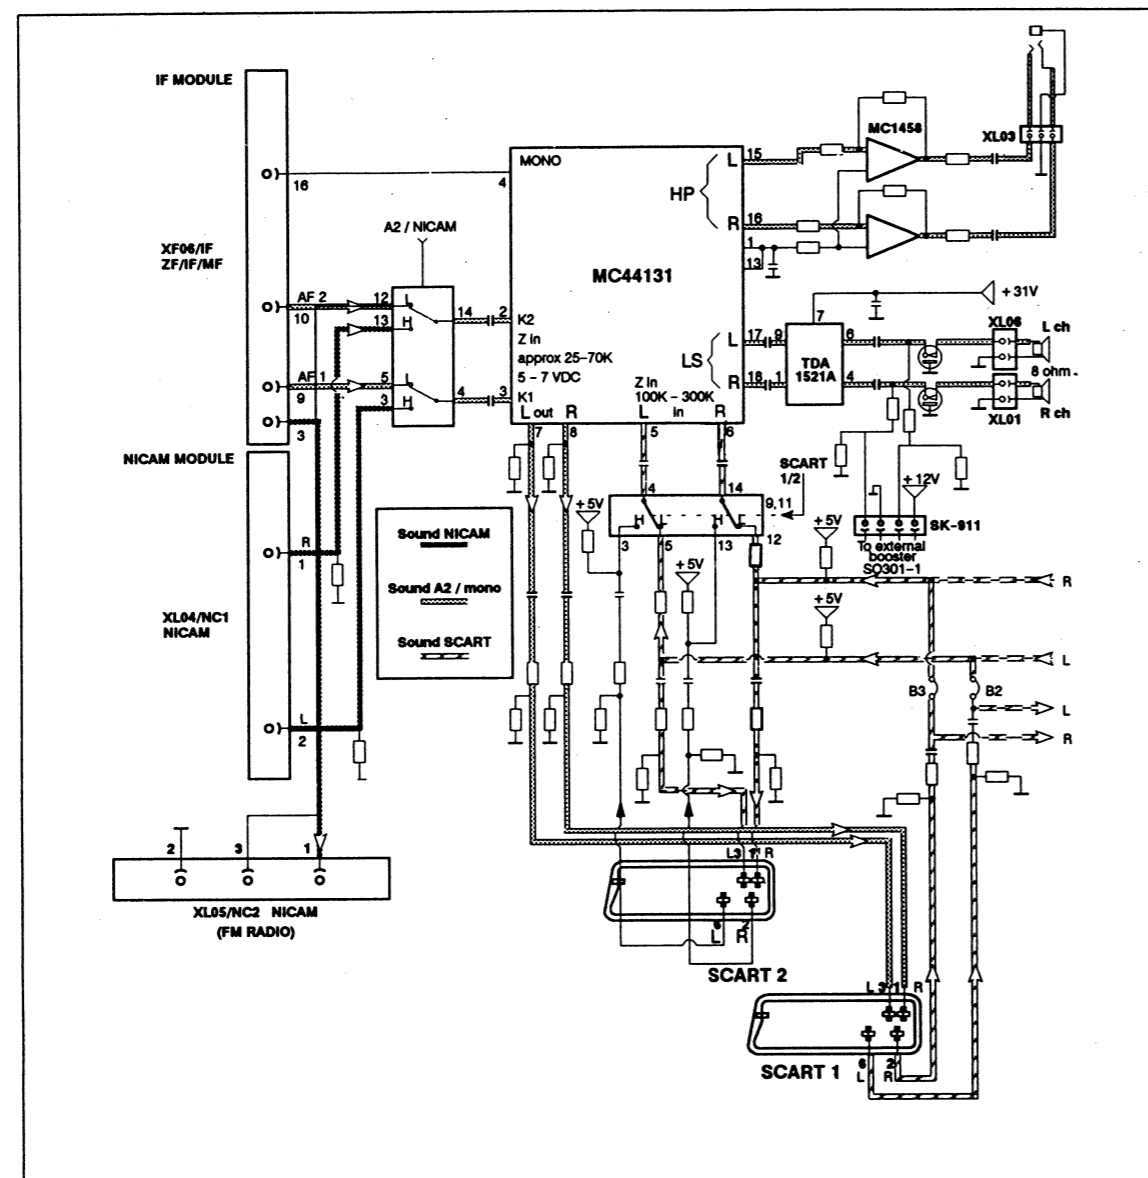 IF MODULE
16
XF06/IF
ZF/IF/MF
AF 2
10
AF 1
9
3
NICAM MODULE
R
1
XL04/NC1
NICAM
L
2
2
3
1
XL05/NC2 NICAM
(FM RADIO)
A2 / NICAM
12
L
13
H
14
5
L
3
H
4
MONO
4
MC44131
2
K2
Z in
approx 25-70K
5 - 7 VDC
3
K1
L out R
7
8
HP
L
15
R
16
1
13
LS
L
17
R
18
Z in
100K - 300K
L in R
5
6
MC1458
XL03
+ 31V
7
9
1
TDA
1521A
6
4
XL06
L ch
8 ohm
XL01
R ch
SCART
1/2
4
14
9,11
H
L
H
L
3
5
13
12
+ 5V
+ 5V
+ 5V
+ 5V
+ 12V
SK-911
To external
booster
SO301-1
Sound NICAM
Sound A2 / mono
Sound SCART
R
L
L
R
B3
B2
L 3 1 R
6
2
L
R
SCART 2
L 3 1 R
6
2
L
R
SCART 1